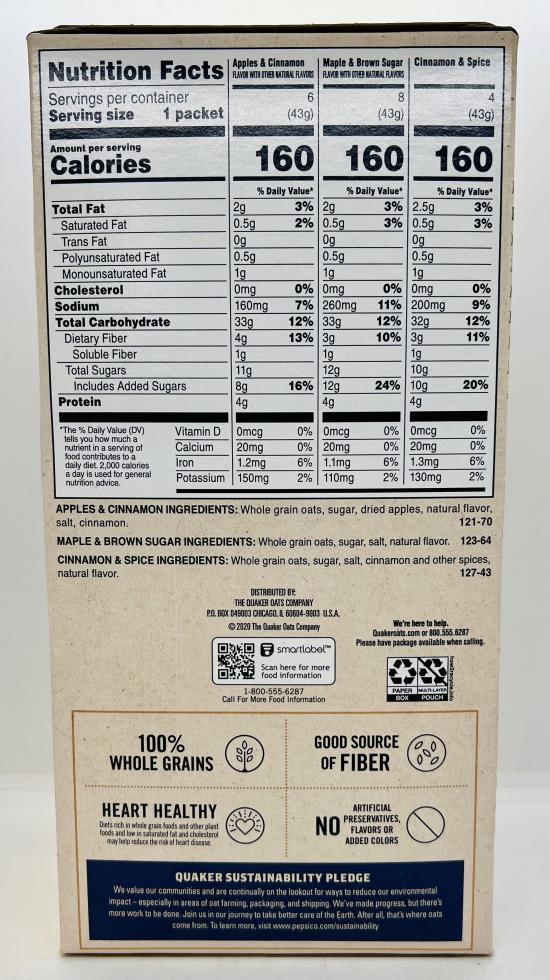 Nutrition Facts
Apples & Cinnamon
FLAVOR WITH OTHER NATURAL FLAVORS
Maple & Brown Sugar
FLAVOR WITH OTHER NATURAL FLAVORS
Cinnamon & Spice
Servings per container 6 8 4
Serving size 1 packet (43g) (43g) (43g)
Amount per serving
Calories 160 160 160
% Daily Value* % Daily Value* % Daily Value*
Total Fat 2g 3% 2g 3% 2.5g 3%
Saturated Fat 0.5g 2% 0.5g 3% 0.5g 3%
Trans Fat 0g 0g 0g
Polyunsaturated Fat 0.5g 0.5g 0.5g
Monounsaturated Fat 1g 1g 1g
Cholesterol 0mg 0% 0mg 0% 0mg 0%
Sodium 160mg 7% 260mg 11% 200mg 9%
Total Carbohydrate 33g 12% 33g 12% 32g 12%
Dietary Fiber 4g 13% 3g 10% 3g 11%
Soluble Fiber 1g 1g 1g
Total Sugars 11g 12g 10g
Includes Added Sugars 8g 16% 12g 24% 10g 20%
Protein 4g 4g 4g
*The % Daily Value (DV)
tells you how much a
nutrient in a serving of
food contributes to a
daily diet. 2,000 calories
a day is used for general
nutrition advice.
Vitamin D 0mcg 0% 0mcg 0% 0mcg 0%
Calcium 20mg 0% 20mg 0% 20mg 0%
Iron 1.2mg 6% 1.1mg 6% 1.3mg 6%
Potassium 150mg 2% 110mg 2% 130mg 2%
APPLES & CINNAMON INGREDIENTS: Whole grain oats, sugar, dried apples, natural flavor,
salt, cinnamon. 121-70
MAPLE & BROWN SUGAR INGREDIENTS: Whole grain oats, sugar, salt, natural flavor. 123-64
CINNAMON & SPICE INGREDIENTS: Whole grain oats, sugar, salt, cinnamon and other spices,
natural flavor. 127-43
DISTRIBUTED BY:
THE QUAKER OATS COMPANY
P.O. BOX 049003 CHICAGO, IL 60604-9003 U.S.A.
© 2020 The Quaker Oats Company
smartlabel™
Scan here for more
food information
1-800-555-6287
Call For More Food Information
We're here to help.
Quakeroats.com or 800.555.6287
Please have package available when calling.
PAPER
BOX
MULTI-LAYER
POUCH
how2recycle.info
100%
WHOLE GRAINS
GOOD SOURCE
OF FIBER
HEART HEALTHY
Diets rich in whole grain foods and other plant
foods and low in saturated fat and cholesterol
may help reduce the risk of heart disease.
NO
ARTIFICIAL
PRESERVATIVES,
FLAVORS OR
ADDED COLORS
QUAKER SUSTAINABILITY PLEDGE
We value our communities and are continually on the lookout for ways to reduce our environmental
impact – especially in areas of oat farming, packaging, and shipping. We've made progress, but there's
more work to be done. Join us in our journey to take better care of the Earth. After all, that's where oats
come from. To learn more, visit www.pepsico.com/sustainability